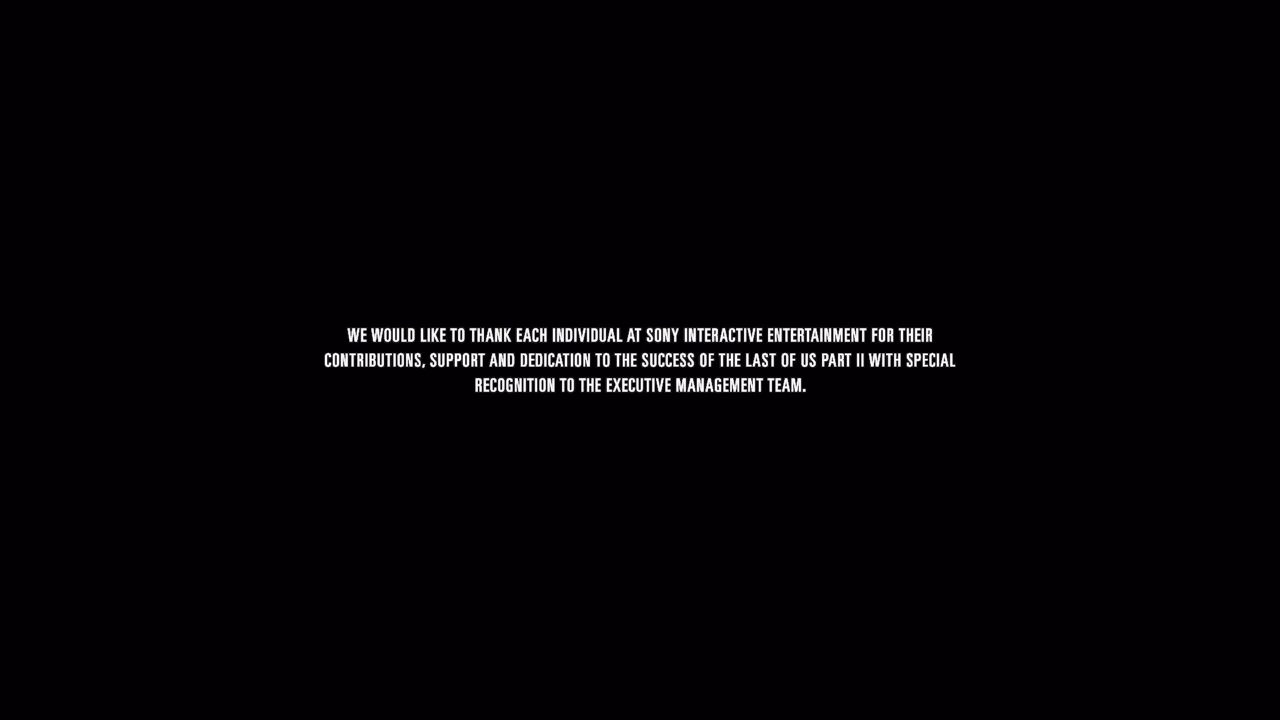 WE WOULD LIKE TO THANK EACH INDIVIDUAL AT SONY INTERACTIVE ENTERTAINMENT FOR THEIR
CONTRIBUTIONS, SUPPORT AND DEDICATION TO THE SUCCESS OF THE LAST OF US PART II WITH SPECIAL
RECOGNITION TO THE EXECUTIVE MANAGEMENT TEAM.